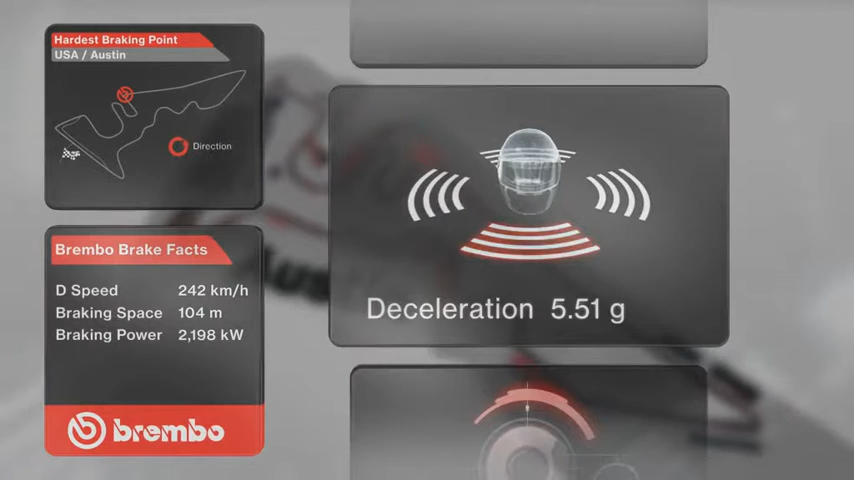 Hardest Braking Point
USA / Austin
Direction
Brembo Brake Facts
D Speed 242 km/h
Braking Space 104 m
Braking Power 2,198 kW
brembo
Deceleration 5.51 g